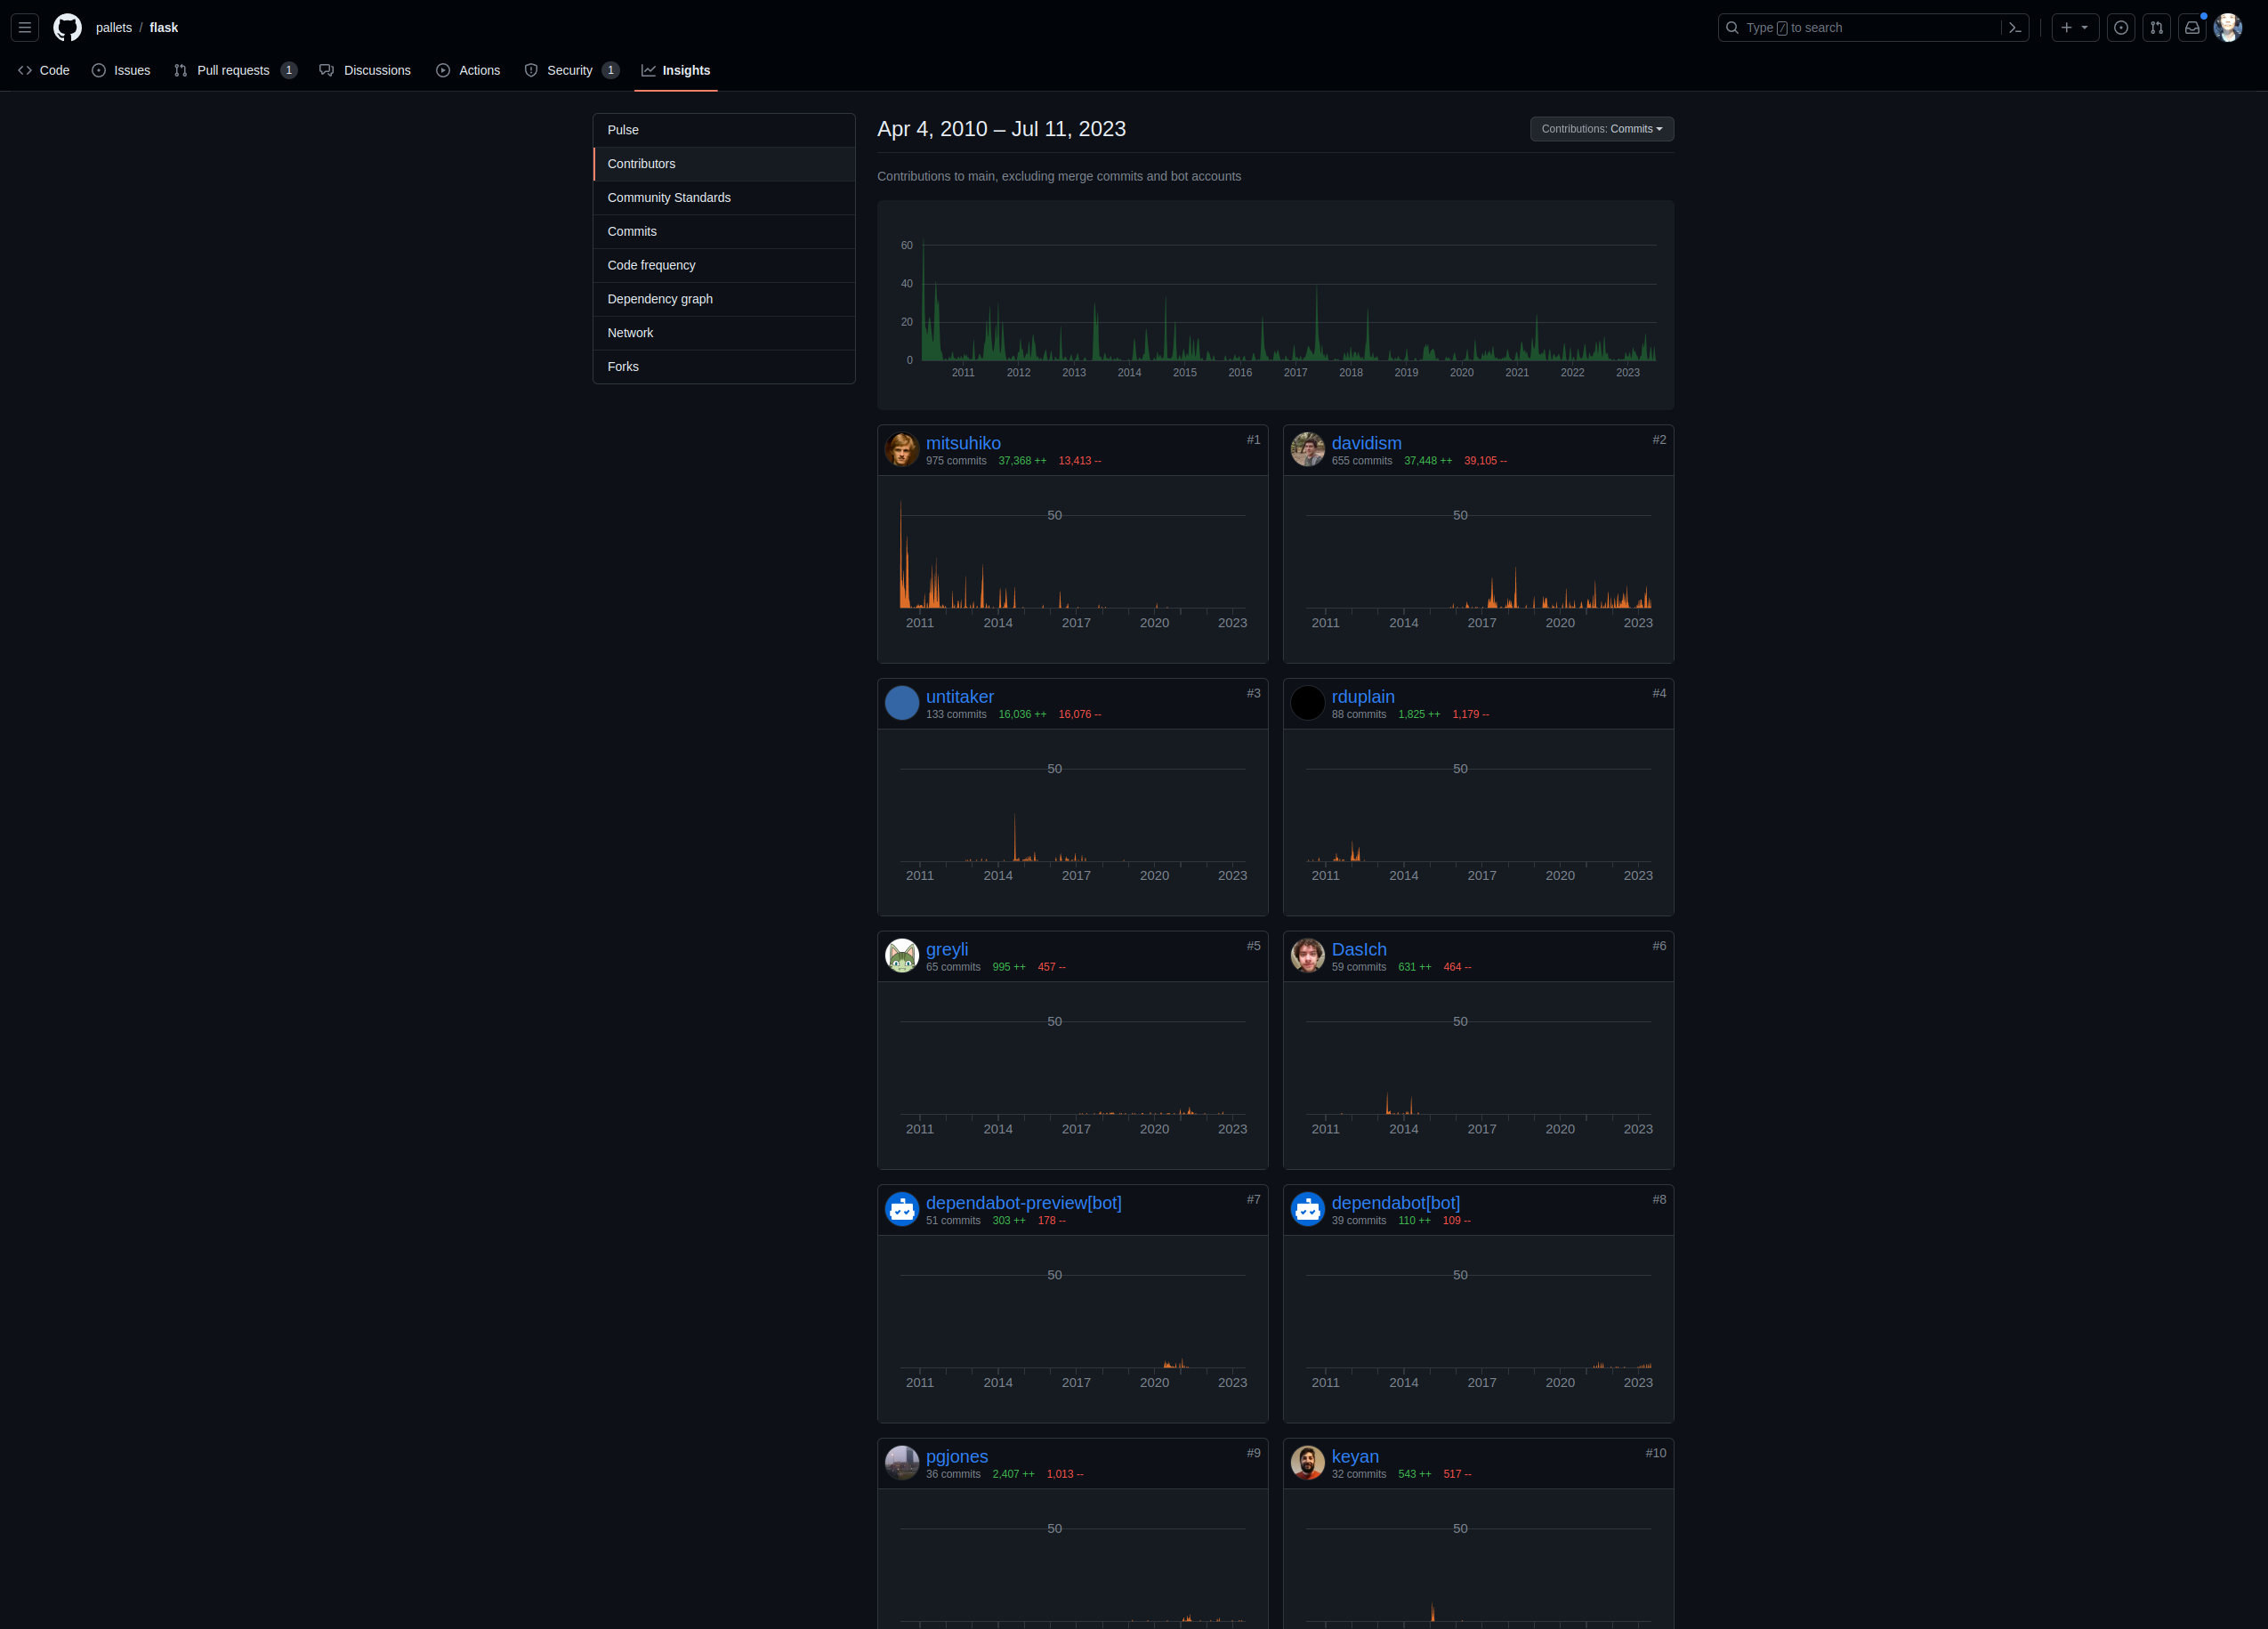 pallets / flask
Type / to search
Code Issues Pull requests 1 Discussions Actions Security 1 Insights
Pulse
Contributors
Community Standards
Commits
Code frequency
Dependency graph
Network
Forks
Apr 4, 2010 – Jul 11, 2023
Contributions: Commits
Contributions to main, excluding merge commits and bot accounts
60
40
20
0
2011 2012 2013 2014 2015 2016 2017 2018 2019 2020 2021 2022 2023
mitsuhiko #1
975 commits 37,368 ++ 13,413 --
50
2011 2014 2017 2020 2023
davidism #2
655 commits 37,448 ++ 39,105 --
50
2011 2014 2017 2020 2023
untitaker #3
133 commits 16,036 ++ 16,076 --
50
2011 2014 2017 2020 2023
rduplain #4
88 commits 1,825 ++ 1,179 --
50
2011 2014 2017 2020 2023
greyli #5
65 commits 995 ++ 457 --
50
2011 2014 2017 2020 2023
DasIch #6
59 commits 631 ++ 464 --
50
2011 2014 2017 2020 2023
dependabot-preview[bot] #7
51 commits 303 ++ 178 --
50
2011 2014 2017 2020 2023
dependabot[bot] #8
39 commits 110 ++ 109 --
50
2011 2014 2017 2020 2023
pgjones #9
36 commits 2,407 ++ 1,013 --
50
keyan #10
32 commits 543 ++ 517 --
50